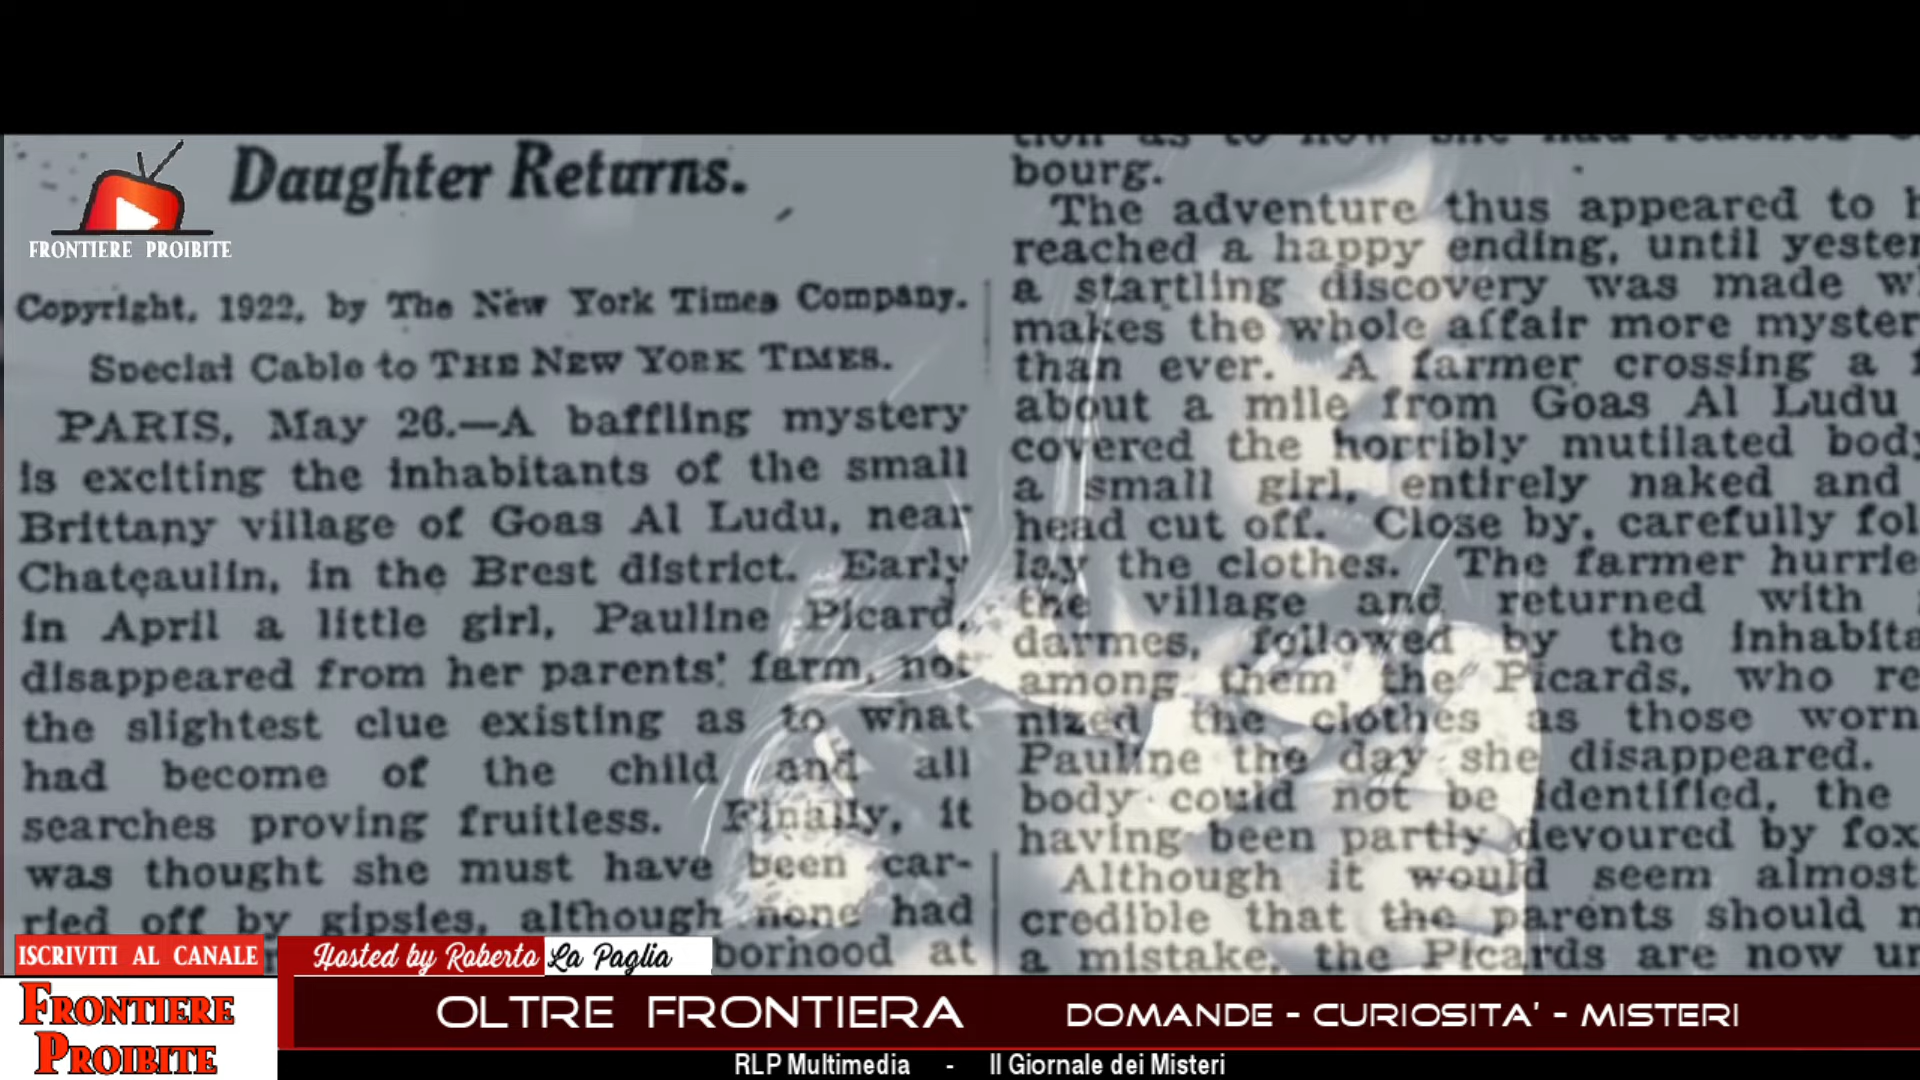 FRONTIERE PROIBITE
Daughter Returns.
Copyright, 1922, by The New York Times Company.
Special Cable to THE NEW YORK TIMES.
PARIS, May 26.—A baffling mystery
is exciting the inhabitants of the small
Brittany village of Goas Al Ludu, near
Chateaulin, in the Brest district. Early
in April a little girl, Pauline Picard,
disappeared from her parents' farm, not
the slightest clue existing as to what
had become of the child and all
searches proving fruitless. Finally, it
was thought she must have been car-
ried off by gipsies, although none had
borhood at
tion as to how she had reached
bourg.
The adventure thus appeared to h
reached a happy ending, until yester
a startling discovery was made w
makes the whole affair more myster
than ever. A farmer crossing a f
about a mile from Goas Al Ludu
covered the horribly mutilated body
a small girl, entirely naked and
head cut off. Close by, carefully fol
lay the clothes. The farmer hurrie
the village and returned with
darmes, followed by the inhabita
among them the Picards, who re
nized the clothes as those worn
Pauline the day she disappeared.
body could not be identified, the
having been partly devoured by fox
Although it would seem almost
credible that the parents should m
a mistake, the Picards are now un
ISCRIVITI AL CANALE
Hosted by Roberto La Paglia
FRONTIERE
PROIBITE
OLTRE FRONTIERA DOMANDE - CURIOSITA' - MISTERI
RLP Multimedia - Il Giornale dei Misteri